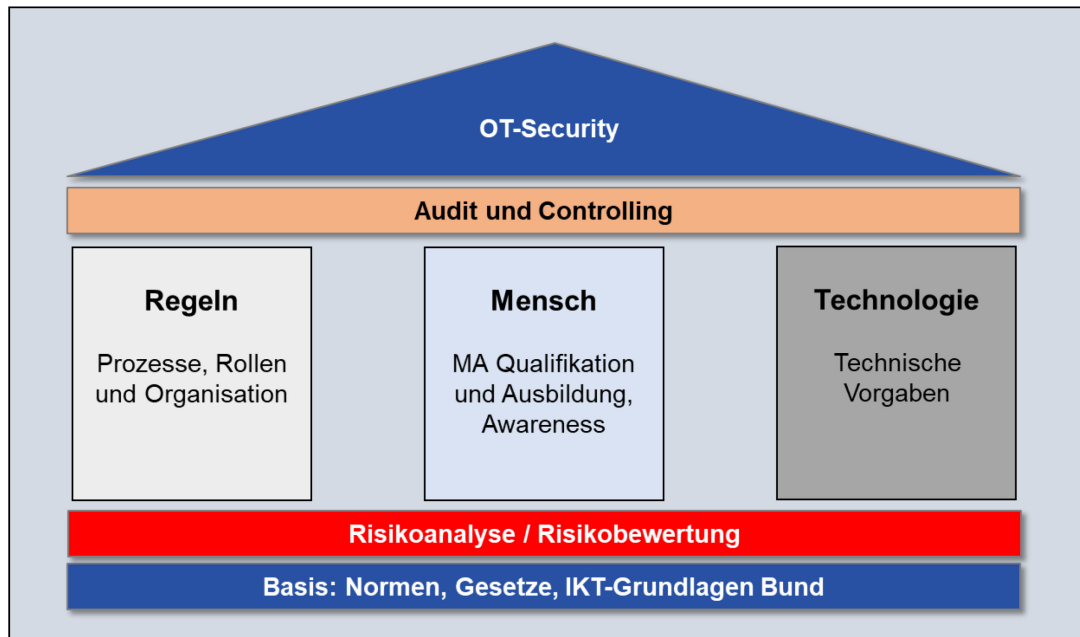 OT-Security
Audit und Controlling
Regeln
Prozesse, Rollen
und Organisation
Mensch
MA Qualifikation
und Ausbildung,
Awareness
Technologie
Technische
Vorgaben
Risikoanalyse / Risikobewertung
Basis: Normen, Gesetze, IKT-Grundlagen Bund